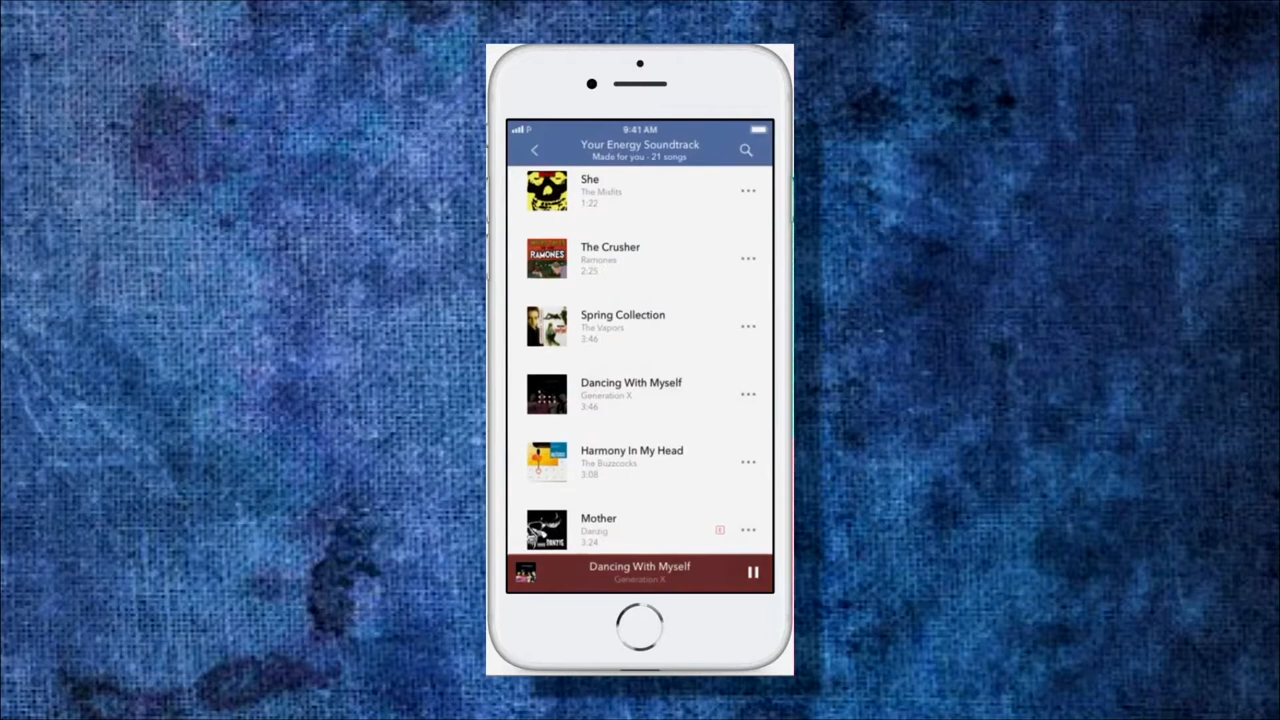 P
9:41 AM
Your Energy Soundtrack
Made for you - 21 songs
She
The Misfits
1:22
RAMONES
The Crusher
Ramones
2:25
Spring Collection
The Vapors
3:46
Dancing With Myself
Generation X
3:46
Harmony In My Head
The Buzzcocks
3:08
Mother
Danzig
3:24
DANZIG
E
Dancing With Myself
Generation X